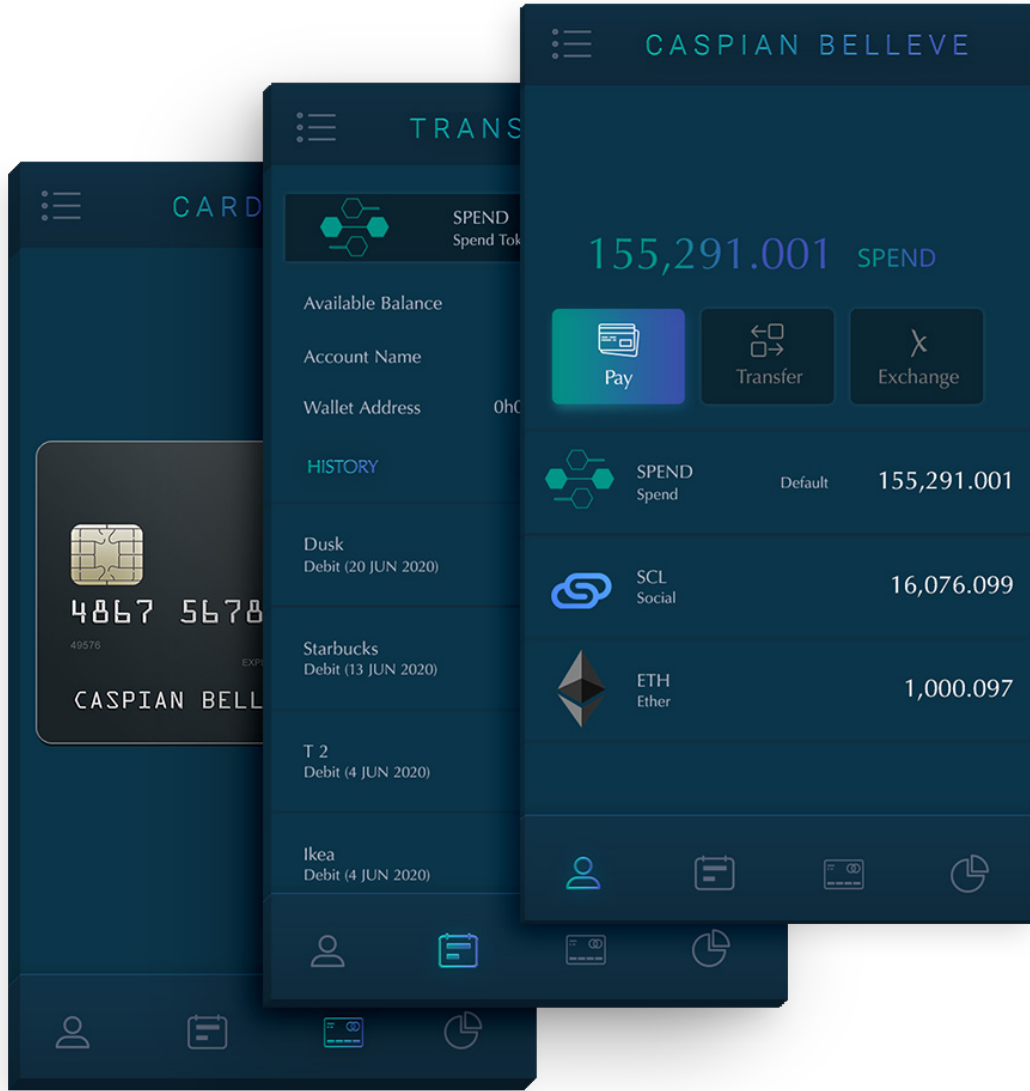 CASPIAN BELLEVE
155,291.001 SPEND
Pay
Transfer
Exchange
SPEND
Spend
Default
155,291.001
SCL
Social
16,076.099
ETH
Ether
1,000.097
TRANS
SPEND
Spend Tok
Available Balance
Account Name
Wallet Address 0h0
HISTORY
Dusk
Debit (20 JUN 2020)
Starbucks
Debit (13 JUN 2020)
T 2
Debit (4 JUN 2020)
Ikea
Debit (4 JUN 2020)
CARD
4867 5678
49576
EXP
CASPIAN BELL